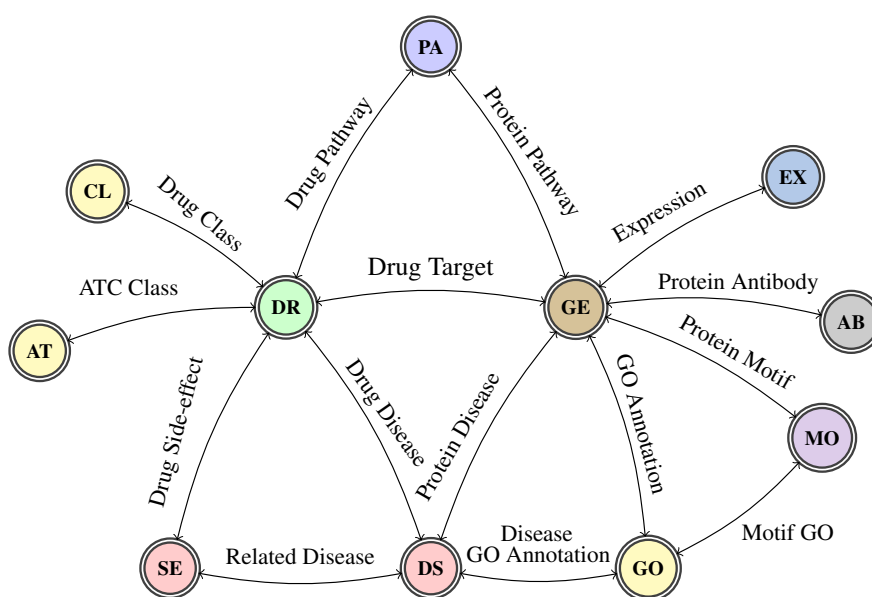 PA
Drug Pathway
Protein Pathway
CL
Drug Class
EX
Expression
ATC Class
Drug Target
Protein Antibody
DR
GE
AB
AT
Protein Motif
Drug Side-effect
Drug Disease
Protein Disease
GO Annotation
MO
Related Disease
Disease
GO Annotation
Motif GO
SE
DS
GO